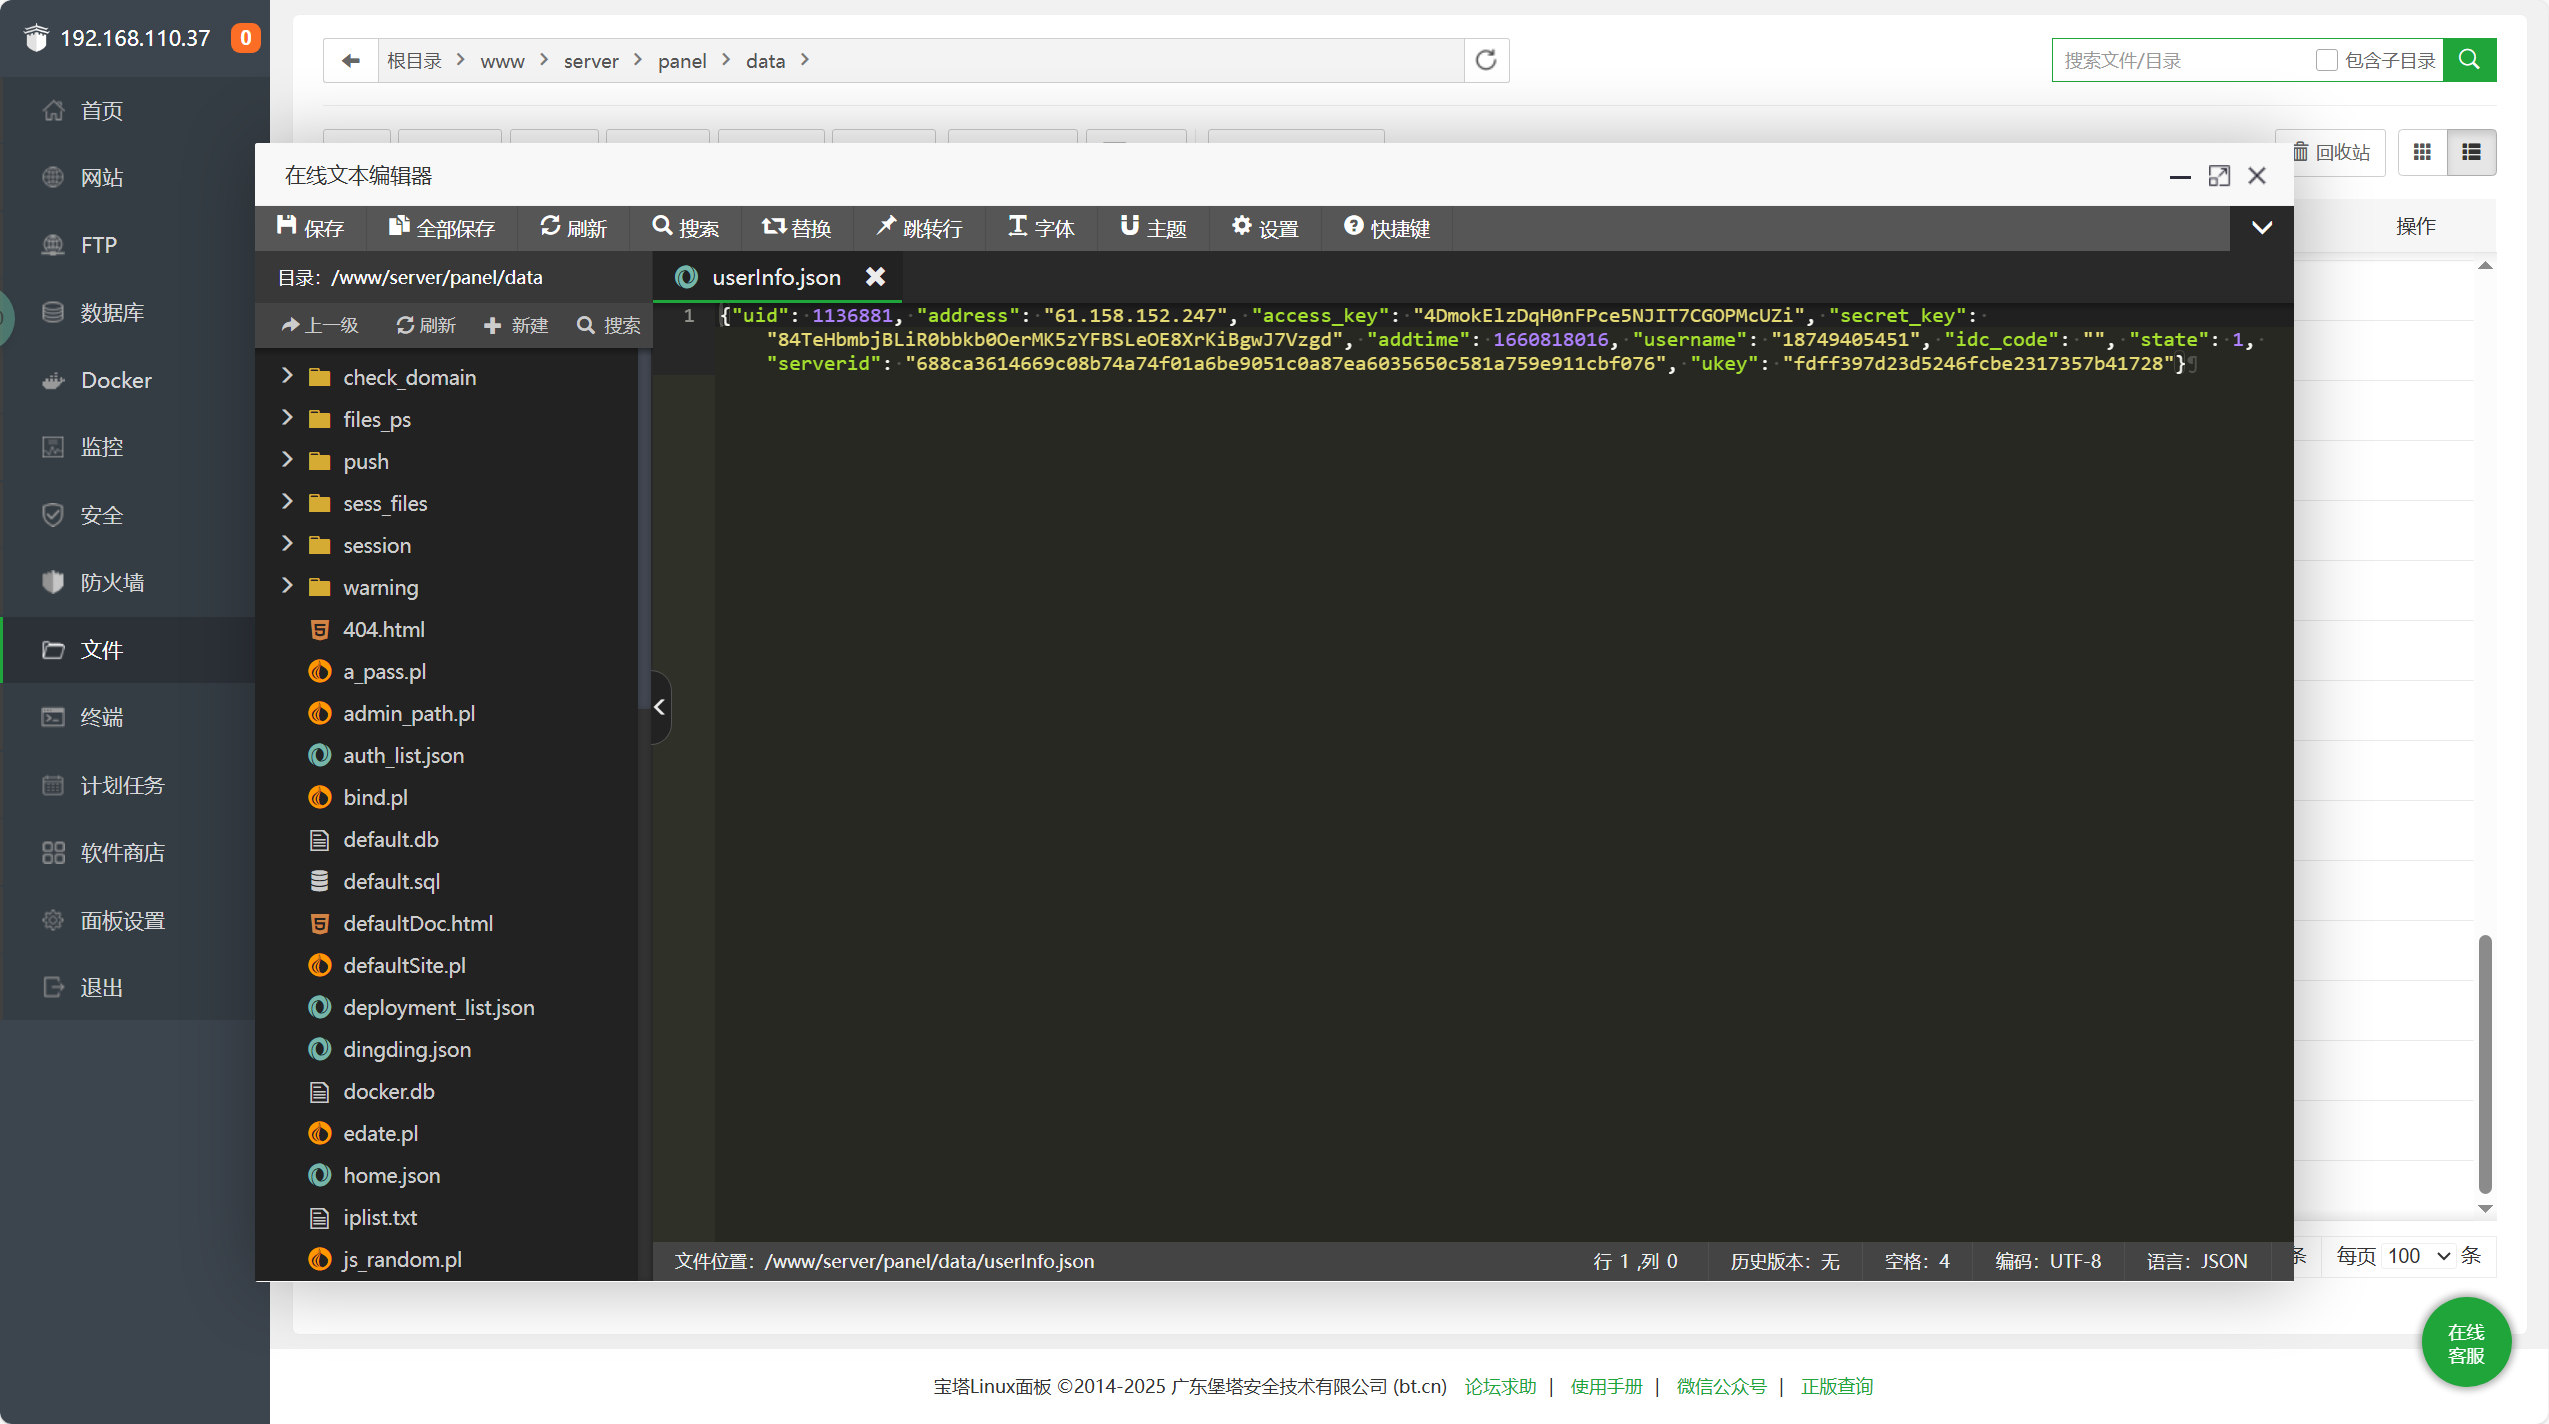 192.168.110.37 0
首页
网站
FTP
数据库
Docker
监控
安全
防火墙
文件
终端
计划任务
软件商店
面板设置
退出
根目录 www server panel data
搜索文件/目录 包含子目录
回收站
操作
在线文本编辑器
保存 全部保存 刷新 搜索 替换 跳转行 字体 主题 设置 快捷键
目录：/www/server/panel/data
上一级 刷新 新建 搜索
check_domain
files_ps
push
sess_files
session
warning
404.html
a_pass.pl
admin_path.pl
auth_list.json
bind.pl
default.db
default.sql
defaultDoc.html
defaultSite.pl
deployment_list.json
dingding.json
docker.db
edate.pl
home.json
iplist.txt
js_random.pl
userInfo.json
1 {"uid": 1136881, "address": "61.158.152.247", "access_key": "4DmokElzDqH0nFPce5NJIT7CGOPMcUZi", "secret_key":
"84TeHbmbjBLiR0bbkb0OerMK5zYFBSLeOE8XrKiBgwJ7Vzgd", "addtime": 1660818016, "username": "18749405451", "idc_code": "", "state": 1,
"serverid": "688ca3614669c08b74a74f01a6be9051c0a87ea6035650c581a759e911cbf076", "ukey": "fdff397d23d5246fcbe2317357b41728"}
文件位置：/www/server/panel/data/userInfo.json 行 1 ,列 0 历史版本：无 空格：4 编码：UTF-8 语言：JSON
条 每页 100 条
在线
客服
宝塔Linux面板 ©2014-2025 广东堡塔安全技术有限公司 (bt.cn) 论坛求助 | 使用手册 | 微信公众号 | 正版查询